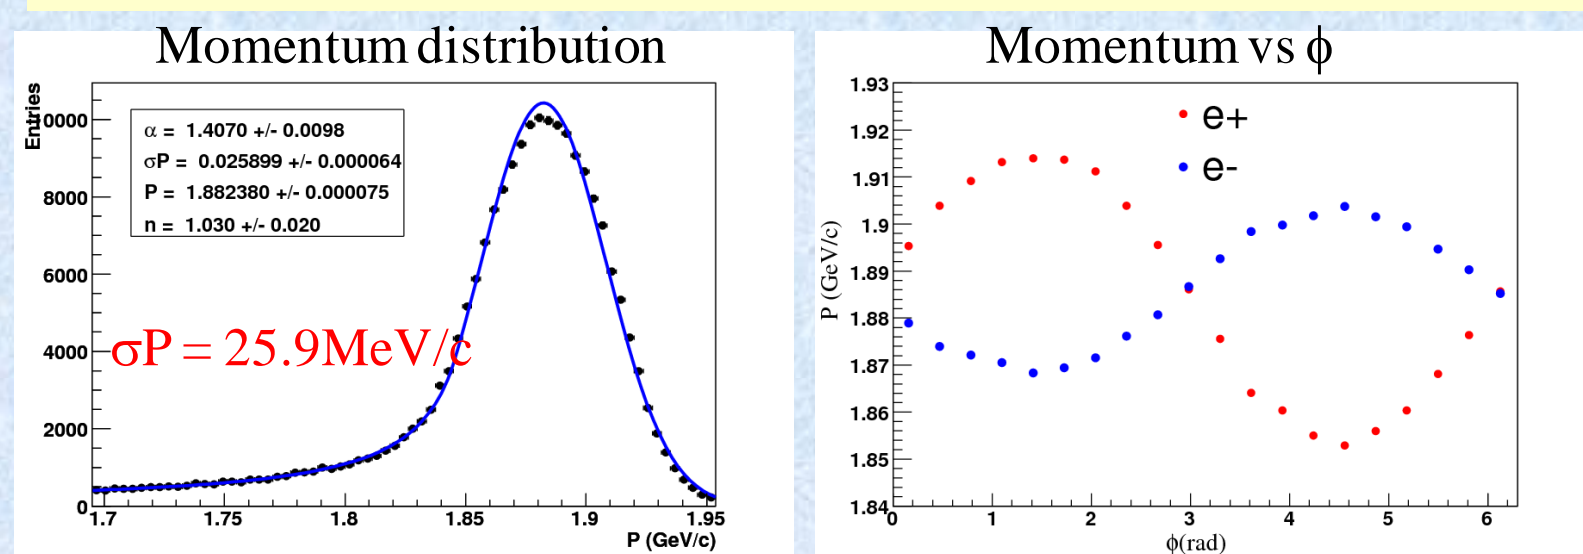 Momentum distribution
Entries
10000
8000
6000
4000
2000
0
α = 1.4070 +/- 0.0098
σP = 0.025899 +/- 0.000064
P = 1.882380 +/- 0.000075
n = 1.030 +/- 0.020
σP = 25.9MeV/c
1.7 1.75 1.8 1.85 1.9 1.95
P (GeV/c)
Momentum vs ϕ
P (GeV/c)
1.93
1.92
1.91
1.9
1.89
1.88
1.87
1.86
1.85
1.84
e+
e-
0 1 2 3 4 5 6
ϕ(rad)